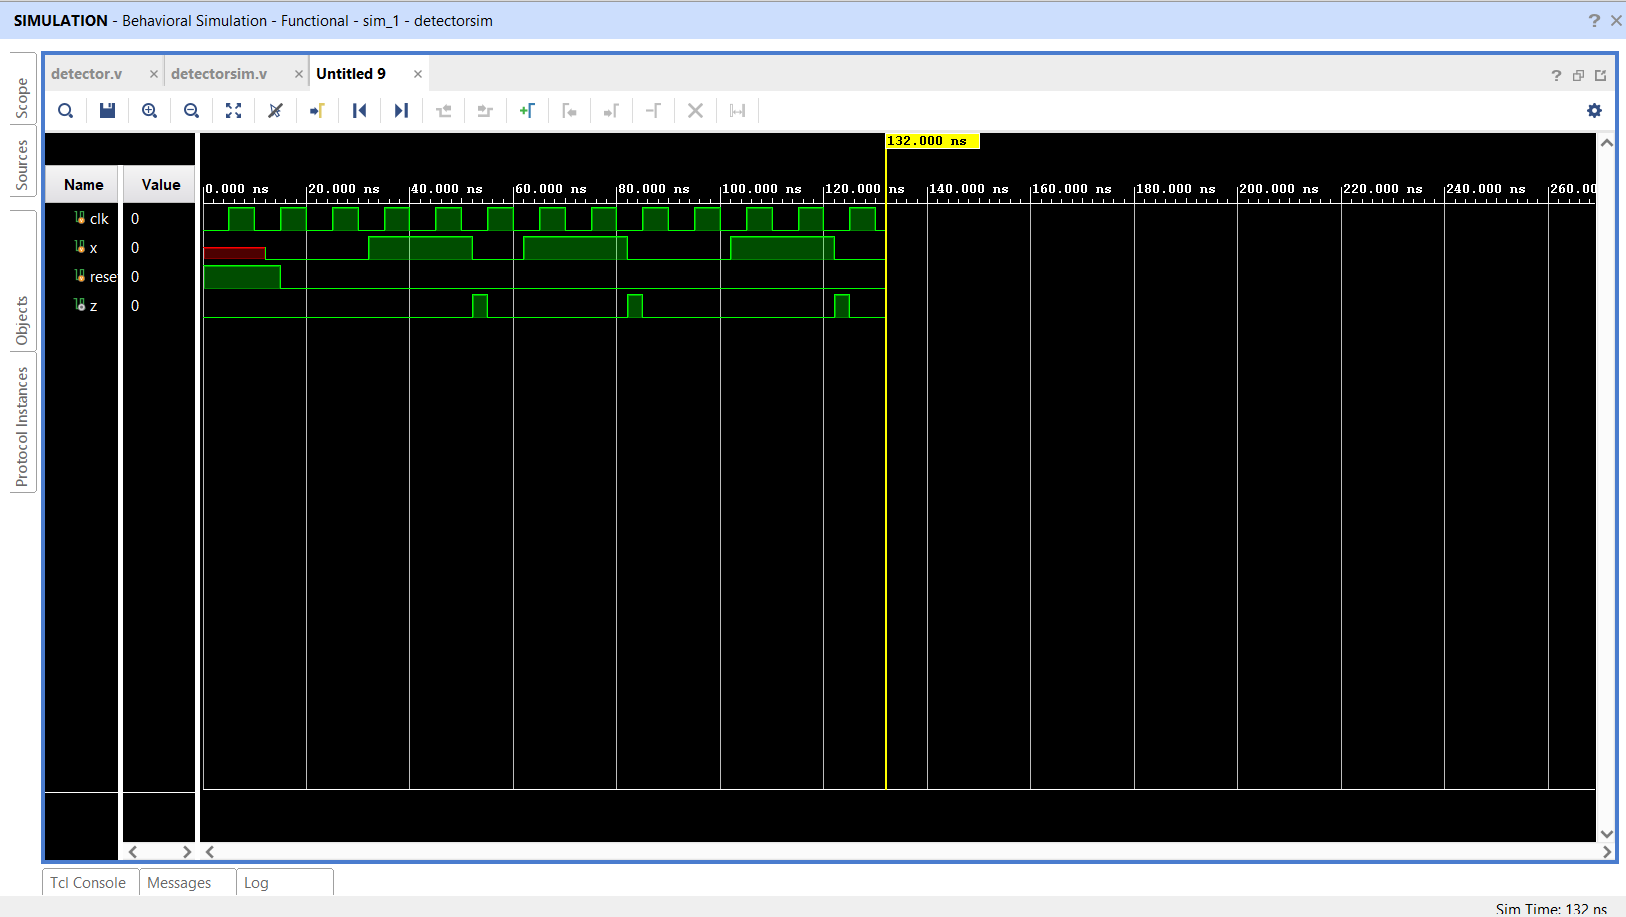 SIMULATION - Behavioral Simulation - Functional - sim_1 - detectorsim
Scope
Sources
Objects
Protocol Instances
detector.v
detectorsim.v
Untitled 9
132.000 ns
Name
Value
0.000 ns 20.000 ns 40.000 ns 60.000 ns 80.000 ns 100.000 ns 120.000 ns 140.000 ns 160.000 ns 180.000 ns 200.000 ns 220.000 ns 240.000 ns 260.0
clk 0
x 0
rese 0
z 0
Tcl Console
Messages
Log
Sim Time: 132 ns